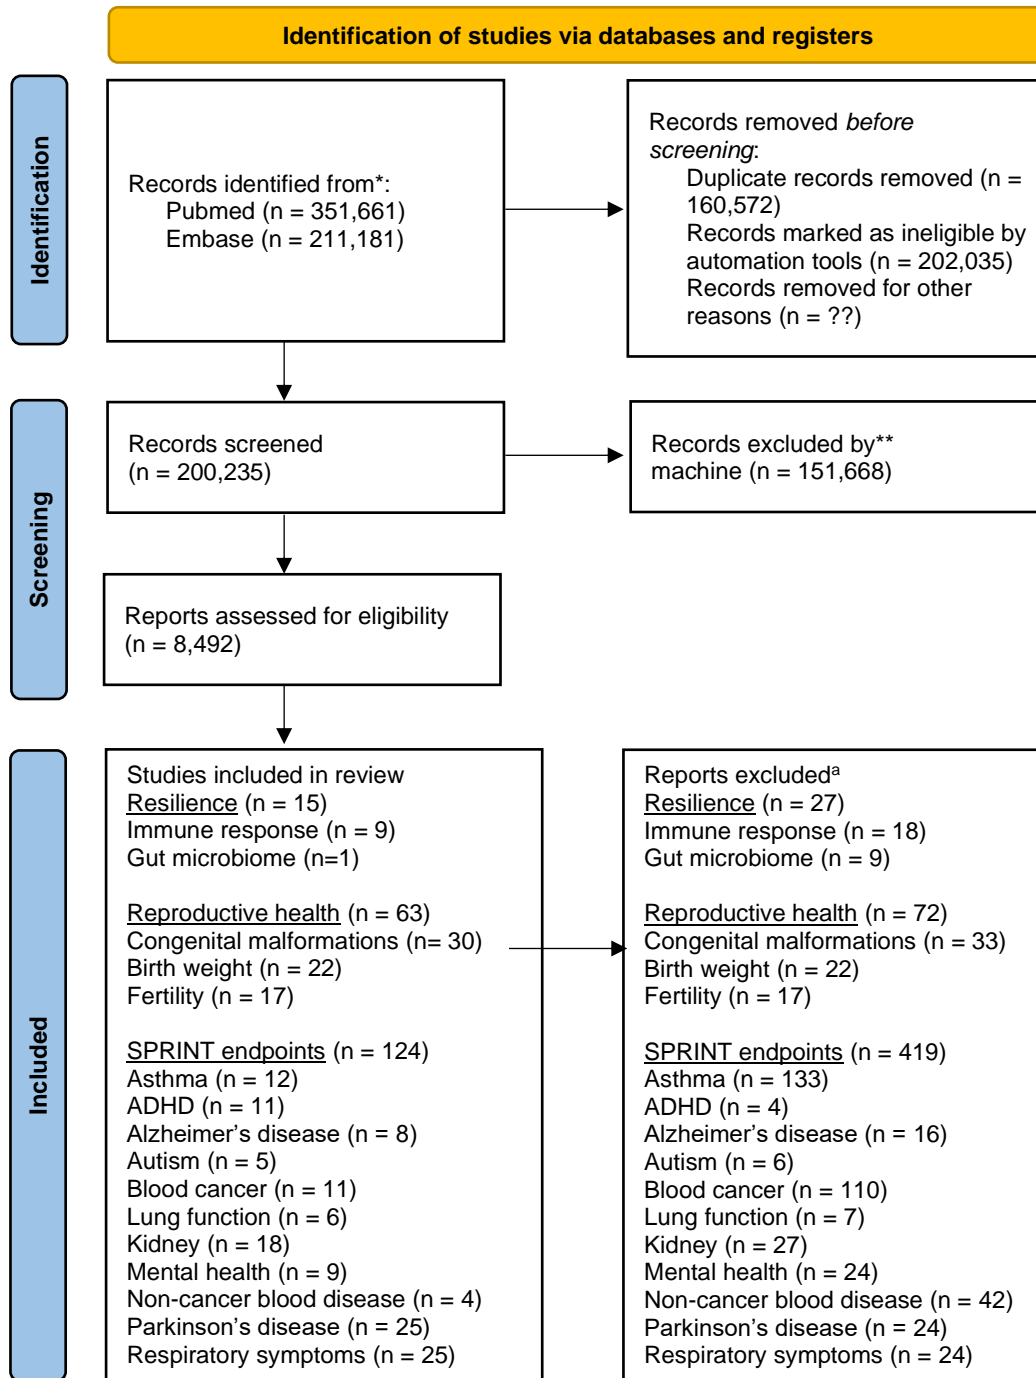 Identification of studies via databases and registers
Identification
Records identified from*:
Pubmed (n = 351,661)
Embase (n = 211,181)
Records removed before
screening:
Duplicate records removed (n =
160,572)
Records marked as ineligible by
automation tools (n = 202,035)
Records removed for other
reasons (n = ??)
Screening
Records screened
(n = 200,235)
Records excluded by**
machine (n = 151,668)
Reports assessed for eligibility
(n = 8,492)
Included
Studies included in review
Resilience (n = 15)
Immune response (n = 9)
Gut microbiome (n=1)
Reproductive health (n = 63)
Congenital malformations (n= 30)
Birth weight (n = 22)
Fertility (n = 17)
SPRINT endpoints (n = 124)
Asthma (n = 12)
ADHD (n = 11)
Alzheimer's disease (n = 8)
Autism (n = 5)
Blood cancer (n = 11)
Lung function (n = 6)
Kidney (n = 18)
Mental health (n = 9)
Non-cancer blood disease (n = 4)
Parkinson's disease (n = 25)
Respiratory symptoms (n = 25)
Reports excludedª
Resilience (n = 27)
Immune response (n = 18)
Gut microbiome (n = 9)
Reproductive health (n = 72)
Congenital malformations (n = 33)
Birth weight (n = 22)
Fertility (n = 17)
SPRINT endpoints (n = 419)
Asthma (n = 133)
ADHD (n = 4)
Alzheimer's disease (n = 16)
Autism (n = 6)
Blood cancer (n = 110)
Lung function (n = 7)
Kidney (n = 27)
Mental health (n = 24)
Non-cancer blood disease (n = 42)
Parkinson's disease (n = 24)
Respiratory symptoms (n = 24)